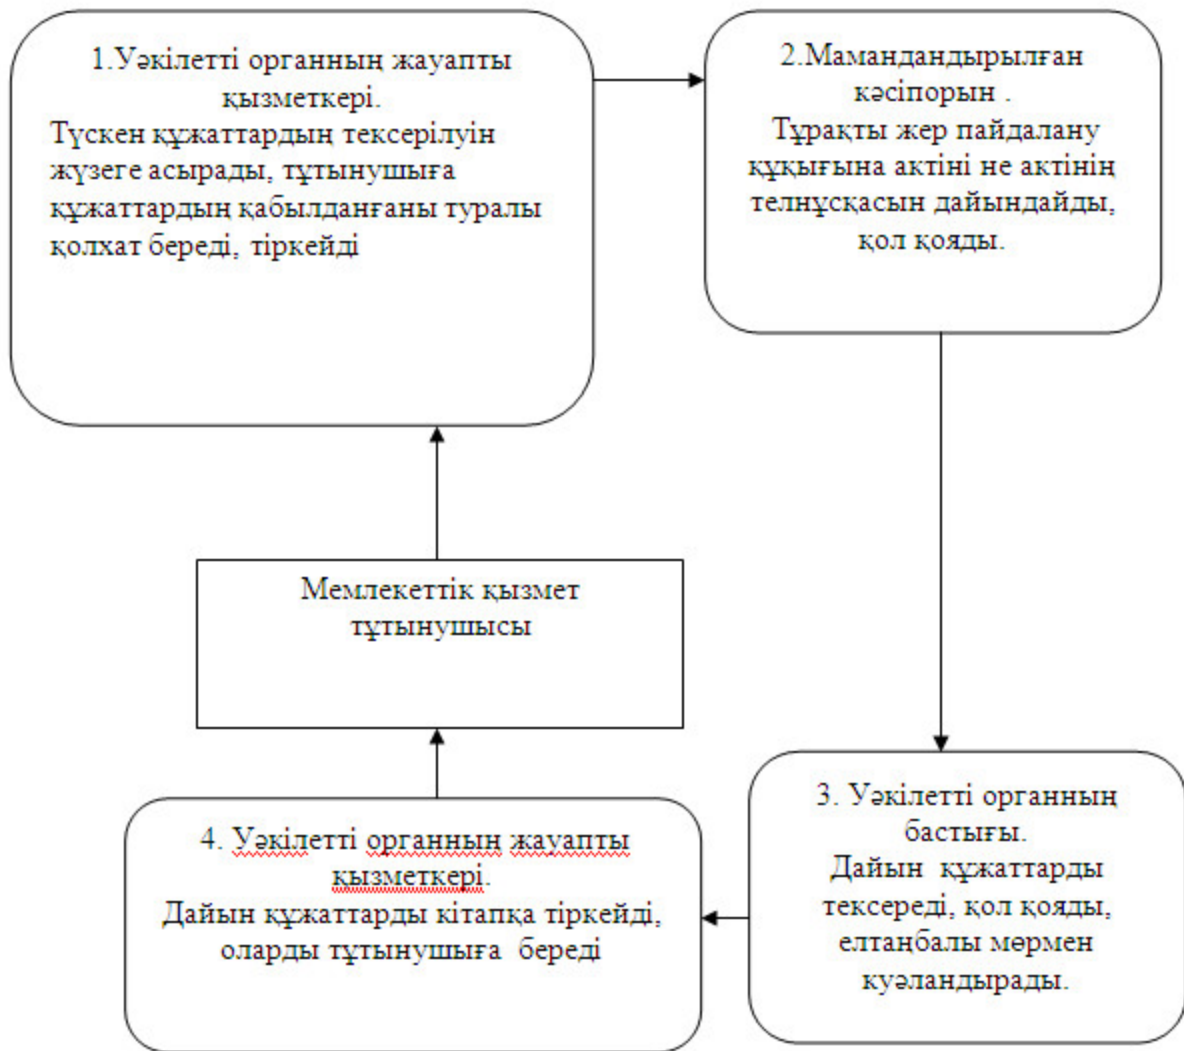 1.Уәкілетті органның жауапты
қызметкері.
Түскен құжаттардың тексерілуін
жүзеге асырады, тұтынушыға
құжаттардың қабылданғаны туралы
қолхат береді, тіркейді
2.Мамандандырылған
кәсіпорын .
Тұрақты жер пайдалану
құқығына актіні не актінің
телнұсқасын дайындайды,
қол қояды.
Мемлекеттік қызмет
тұтынушысы
3. Уәкілетті органның
бастығы.
Дайын құжаттарды
тексереді, қол қояды,
елтаңбалы мөрмен
куәландырады.
4. Уәкілетті органның жауапты
қызметкері.
Дайын құжаттарды кітапқа тіркейді,
оларды тұтынушыға береді